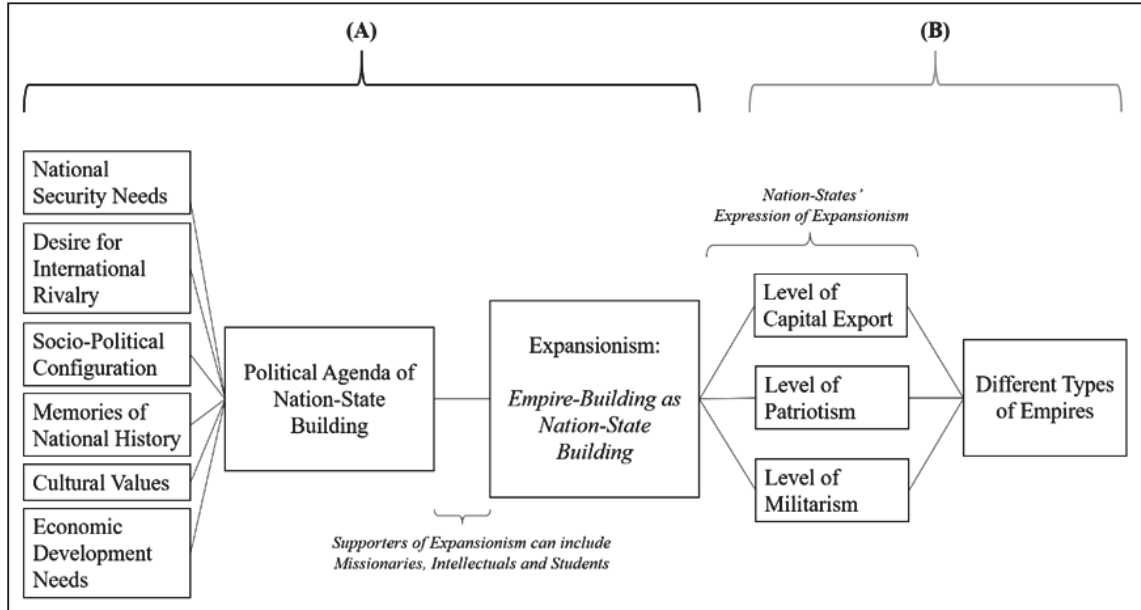 (A)
(B)
National
Security Needs
Desire for
International
Rivalry
Socio-Political
Configuration
Memories of
National History
Cultural Values
Economic
Development
Needs
Political Agenda of
Nation-State
Building
Supporters of Expansionism can include
Missionaries, Intellectuals and Students
Expansionism:
Empire-Building as
Nation-State
Building
Nation-States’
Expression of Expansionism
Level of
Capital Export
Level of
Patriotism
Level of
Militarism
Different Types
of Empires